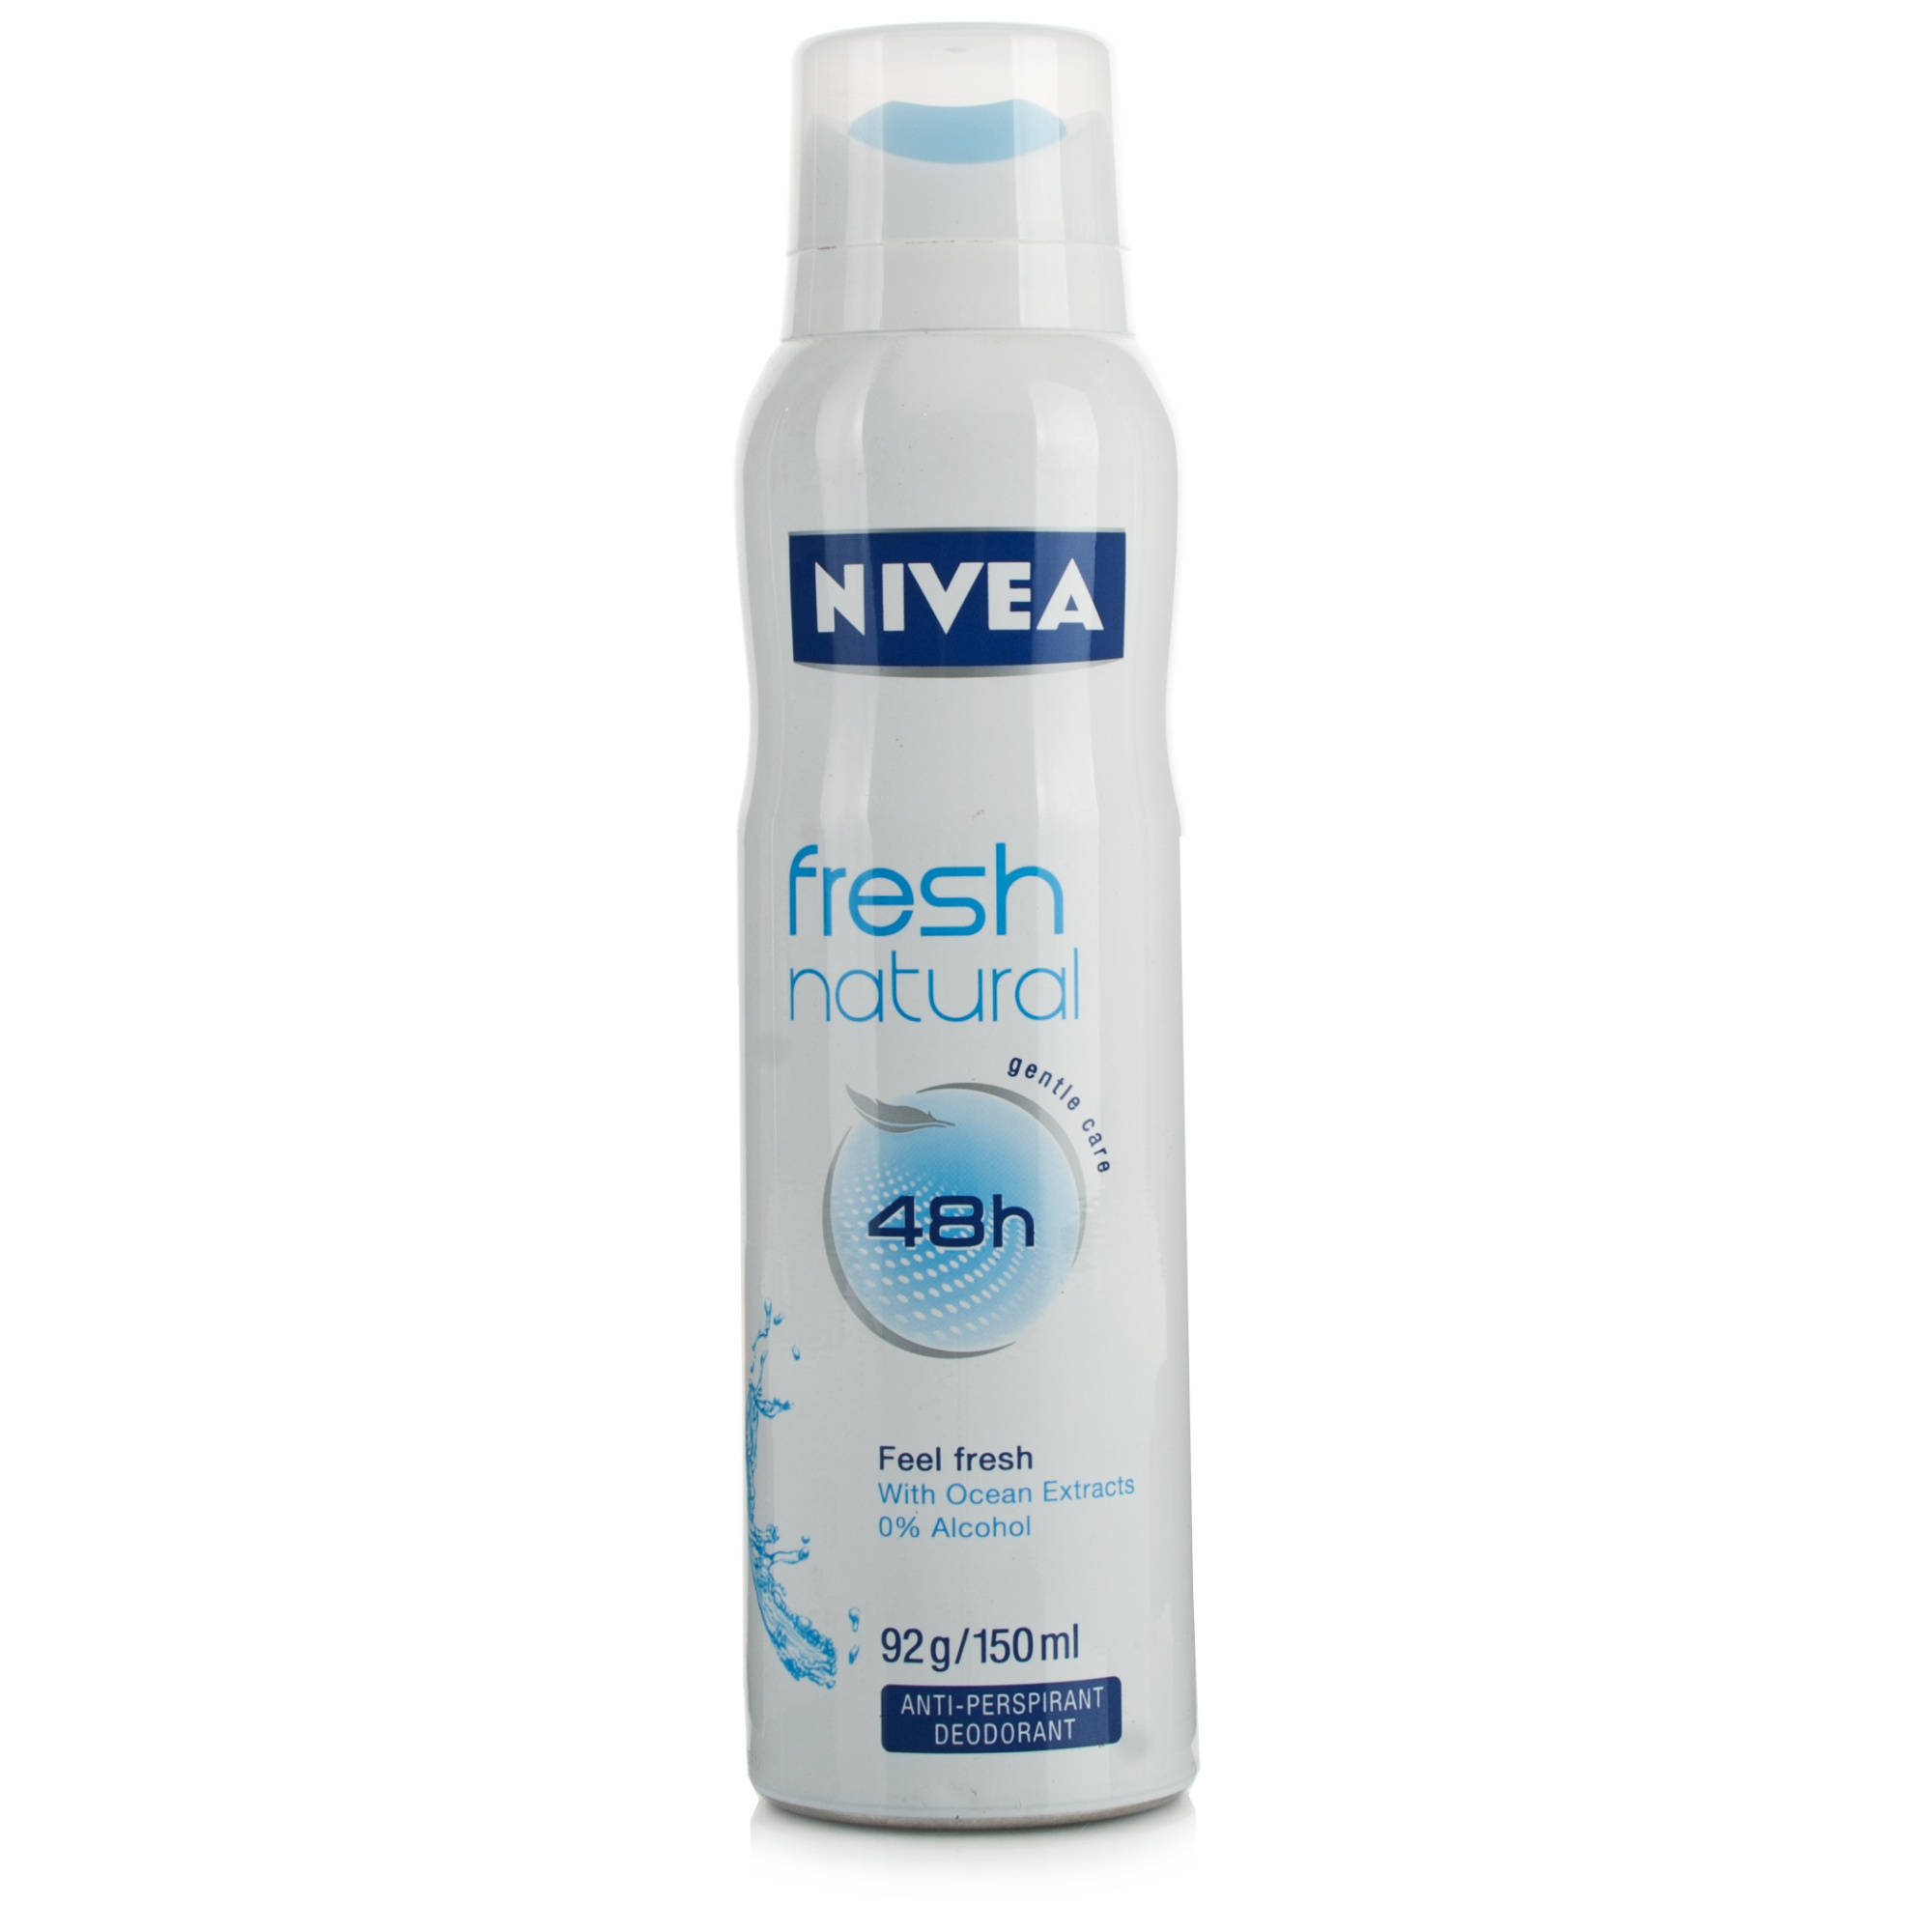 NIVEA
fresh
natural
gentle care
48h
Feel fresh
With Ocean Extracts
0% Alcohol
92g/150ml
ANTI-PERSPIRANT
DEODORANT